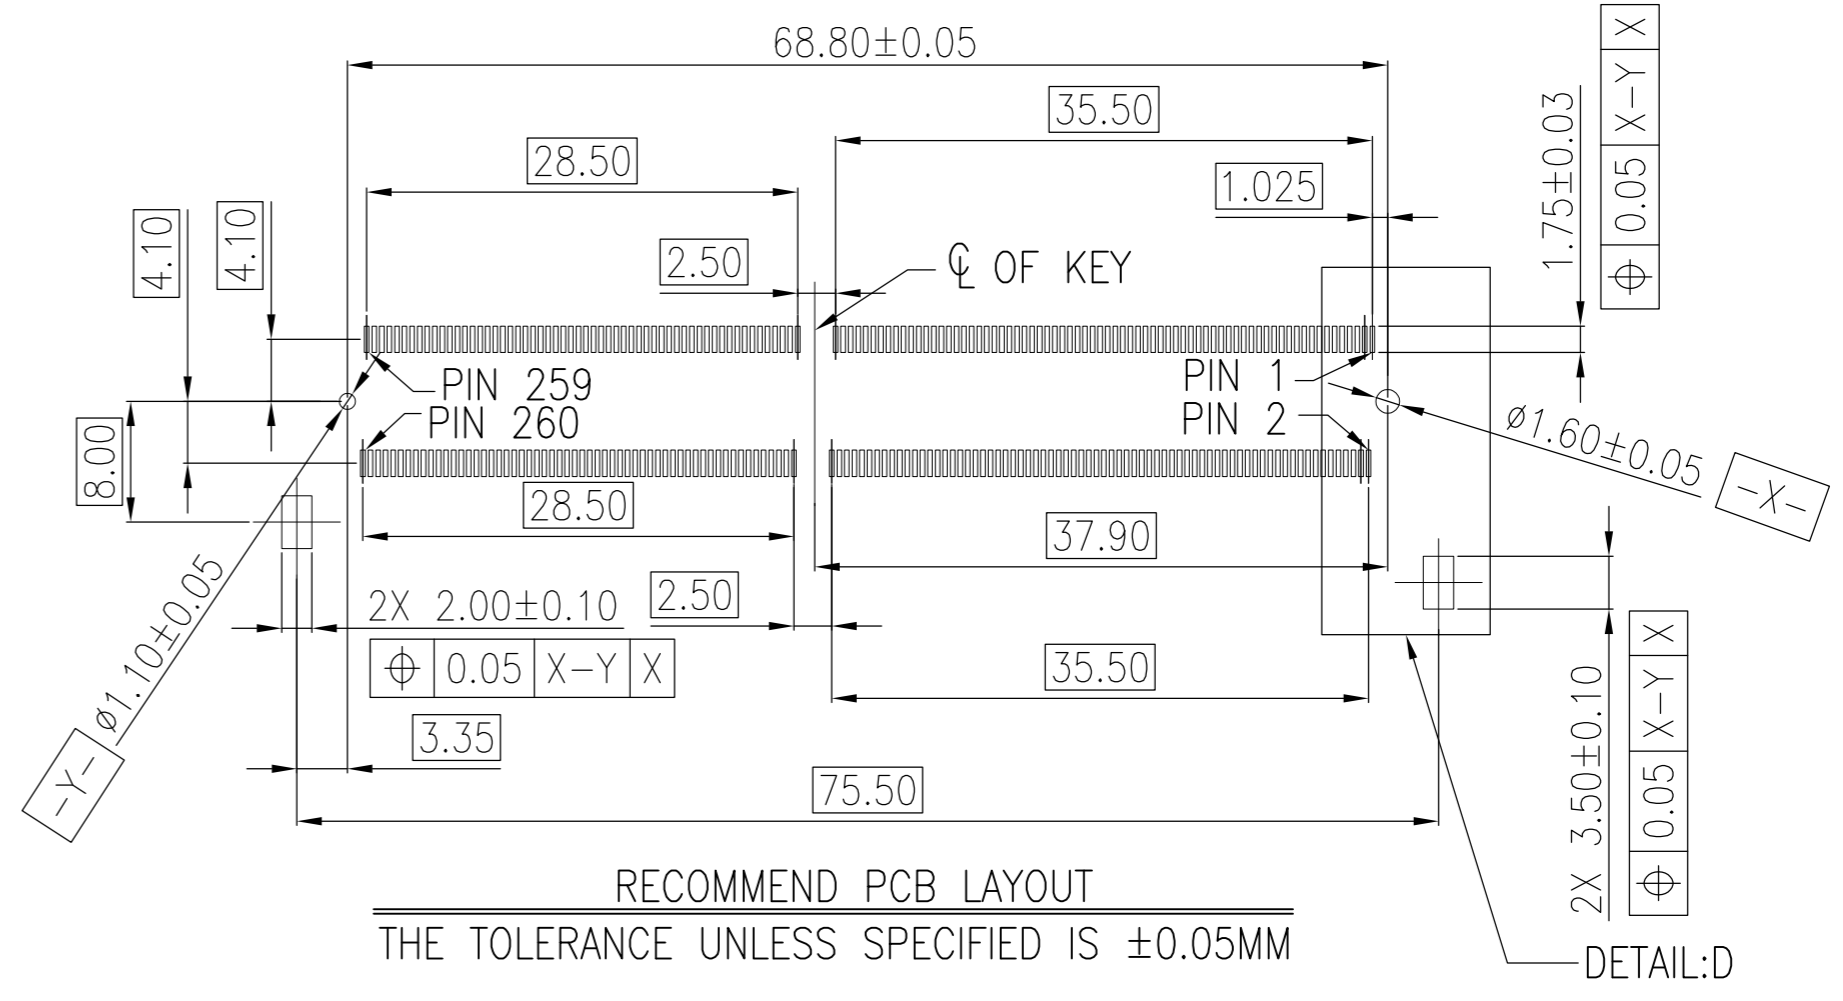 68.80±0.05
35.50
28.50
1.025
1.75±0.03
⌖ 0.05 X-Y X
4.10
4.10
2.50
℄ OF KEY
PIN 259
PIN 260
PIN 1
PIN 2
8.00
ø1.60±0.05
-X-
28.50
37.90
2X 2.00±0.10
⌖ 0.05 X-Y X
2.50
35.50
ø1.10±0.05
-Y-
3.35
75.50
2X 3.50±0.10
⌖ 0.05 X-Y X
RECOMMEND PCB LAYOUT
THE TOLERANCE UNLESS SPECIFIED IS ±0.05MM
DETAIL:D